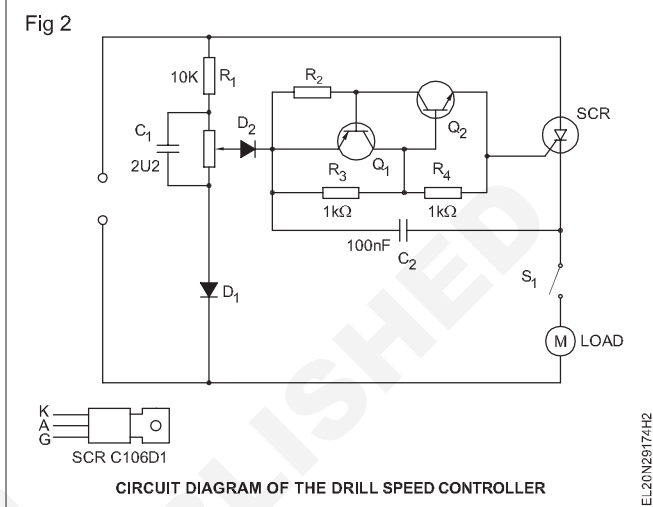 Fig 2
10K R1
R2
SCR
C1
D2
Q2
2U2
Q1
R3
R4
1kΩ
1kΩ
100nF
C2
S1
D1
M LOAD
K
A
G
SCR C106D1
CIRCUIT DIAGRAM OF THE DRILL SPEED CONTROLLER
EL20N29174H2
LISHED